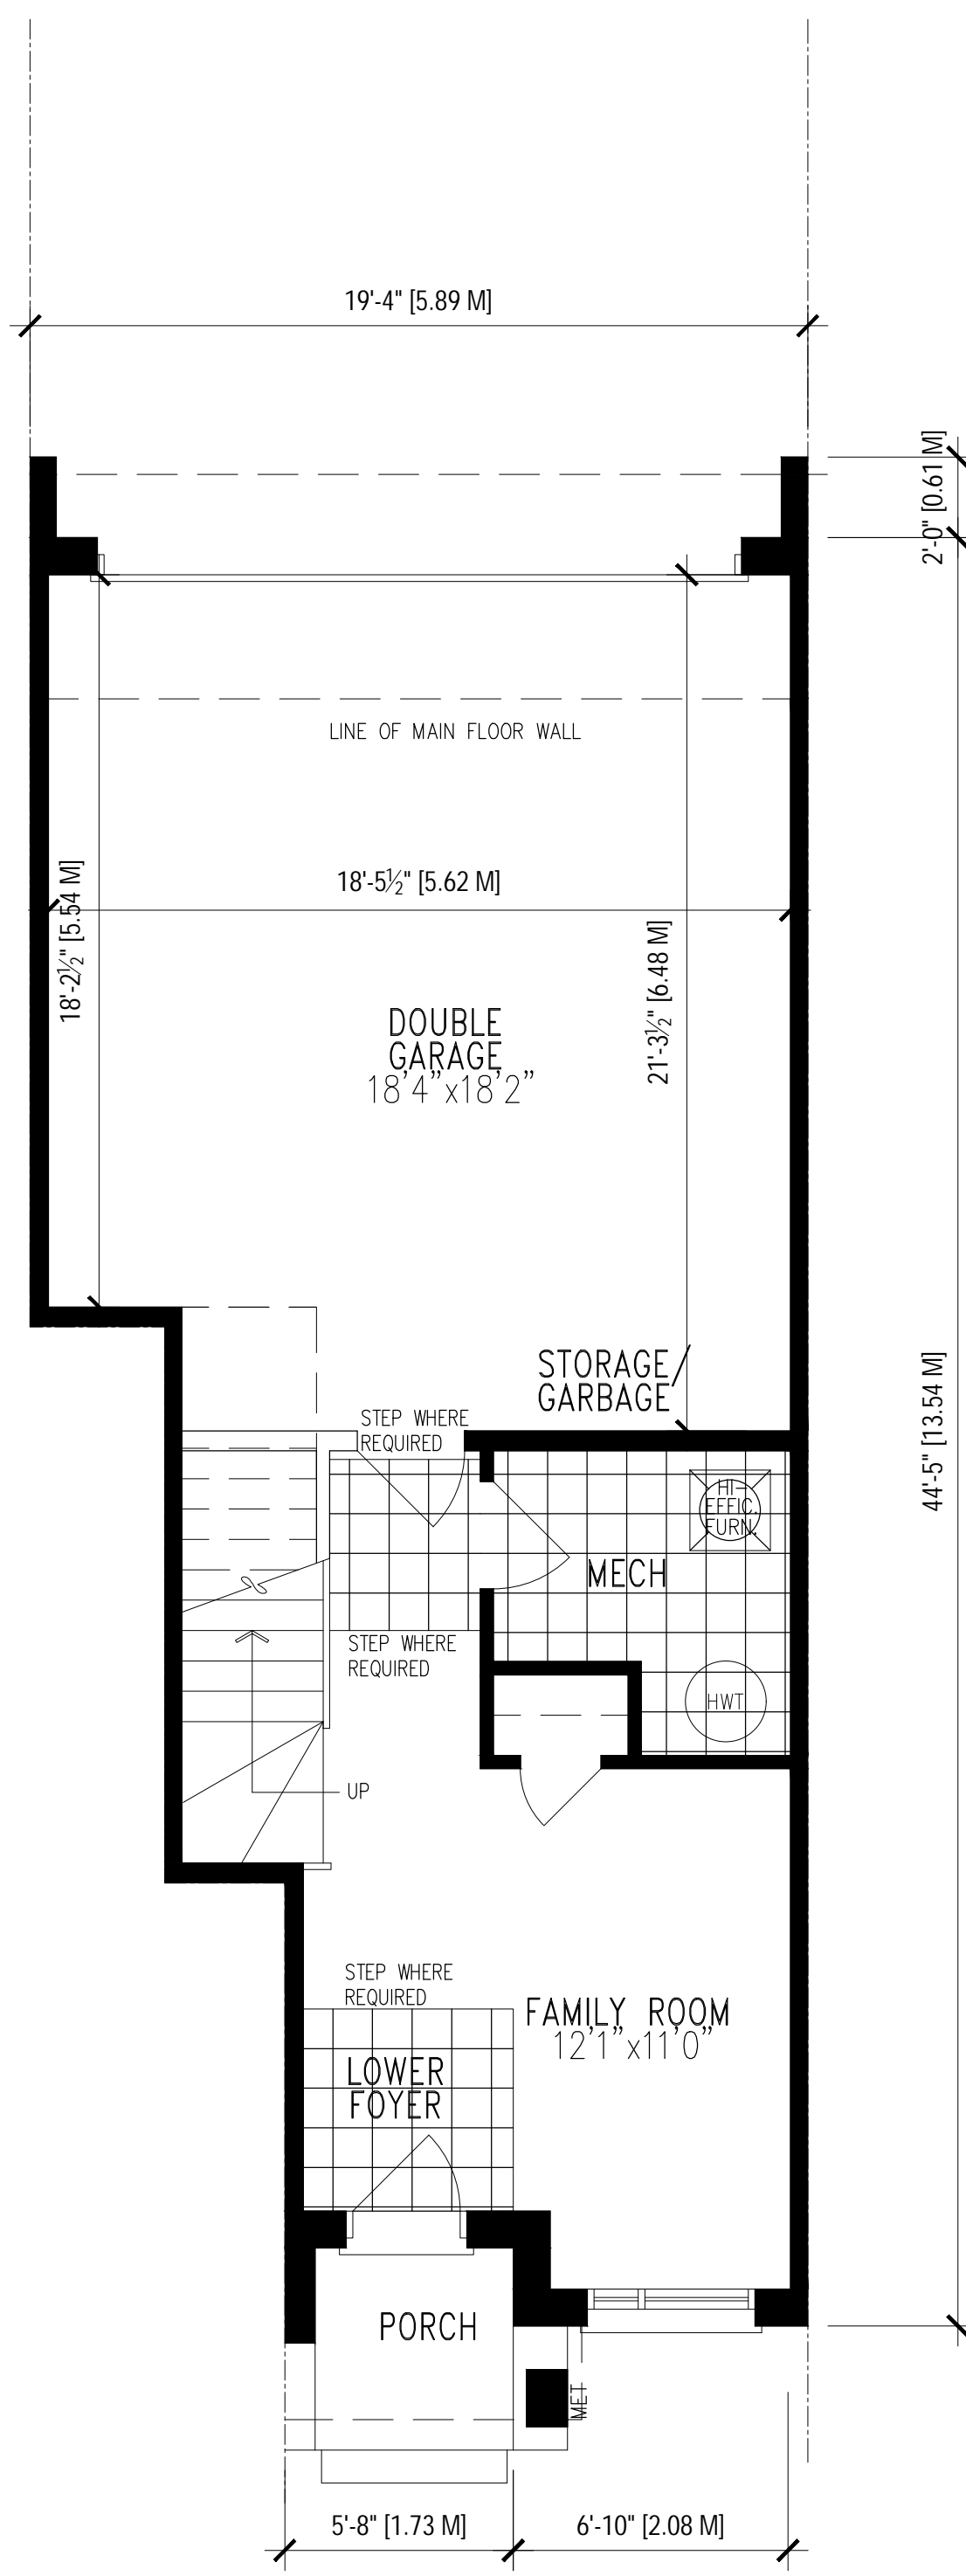 19'-4" [5.89 M]
2'-0" [0.61 M]
LINE OF MAIN FLOOR WALL
18'-5½" [5.62 M]
18'-2½" [5.54 M]
21'-3½" [6.48 M]
DOUBLE
GARAGE
18'4"x18'2"
STORAGE/
GARBAGE
44'-5" [13.54 M]
STEP WHERE
REQUIRED
HI-
EFFIC.
FURN.
MECH
STEP WHERE
REQUIRED
HWT
UP
STEP WHERE
REQUIRED
FAMILY ROOM
12'1"x11'0"
LOWER
FOYER
PORCH
MET
5'-8" [1.73 M]
6'-10" [2.08 M]